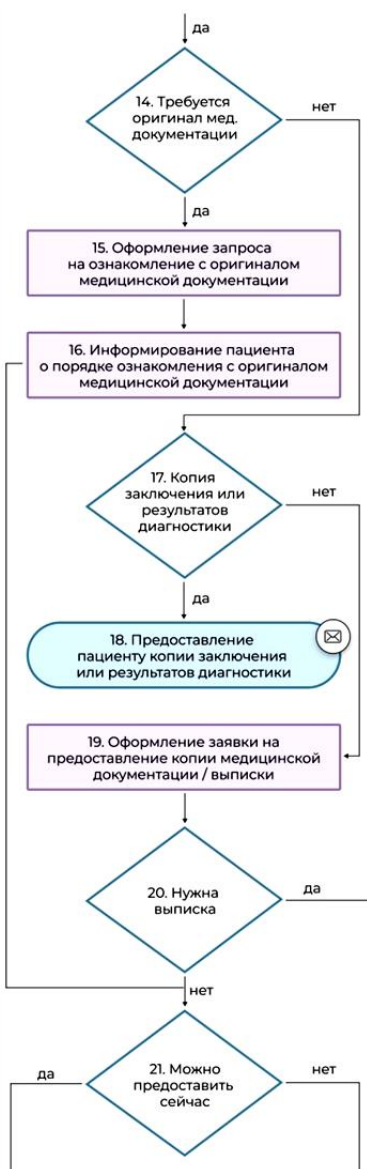 да
14. Требуется
оригинал мед.
документации
нет
да
15. Оформление запроса
на ознакомление с оригиналом
медицинской документации
16. Информирование пациента
о порядке ознакомления с оригиналом
медицинской документации
17. Копия
заключения или
результатов
диагностики
нет
да
18. Предоставление
пациенту копии заключения
или результатов диагностики
19. Оформление заявки на
предоставление копии медицинской
документации / выписки
20. Нужна
выписка
да
нет
21. Можно
предоставить
сейчас
да
нет